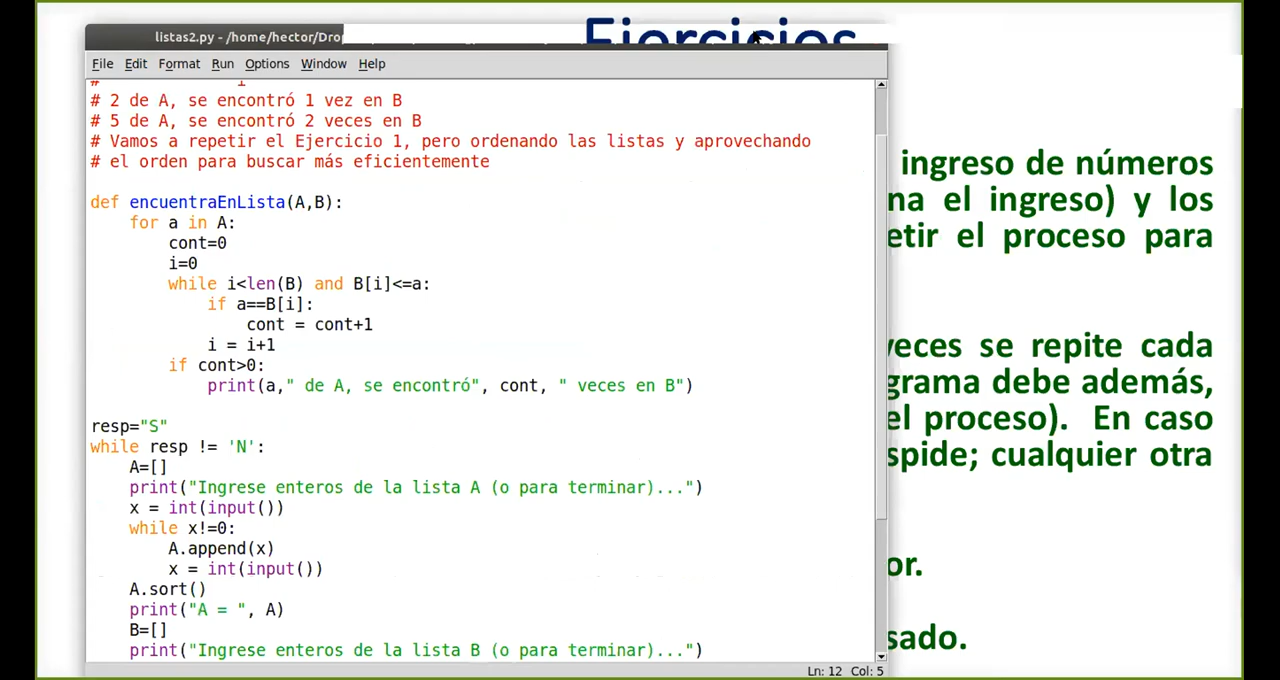 Ejercicios
listas2.py - /home/hector/Drop
File Edit Format Run Options Window Help
# 2 de A, se encontró 1 vez en B
# 5 de A, se encontró 2 veces en B
# Vamos a repetir el Ejercicio 1, pero ordenando las listas y aprovechando
# el orden para buscar más eficientemente
def encuentraEnLista(A,B):
    for a in A:
        cont=0
        i=0
        while i<len(B) and B[i]<=a:
            if a==B[i]:
                cont = cont+1
            i = i+1
        if cont>0:
            print(a," de A, se encontró", cont, " veces en B")
resp="S"
while resp != 'N':
    A=[]
    print("Ingrese enteros de la lista A (o para terminar)...")
    x = int(input())
    while x!=0:
        A.append(x)
        x = int(input())
    A.sort()
    print("A = ", A)
    B=[]
    print("Ingrese enteros de la lista B (o para terminar)...")
Ln: 12 Col: 5
ingreso de números
na el ingreso) y los
etir el proceso para
veces se repite cada
grama debe además,
el proceso). En caso
spide; cualquier otra
or.
sado.